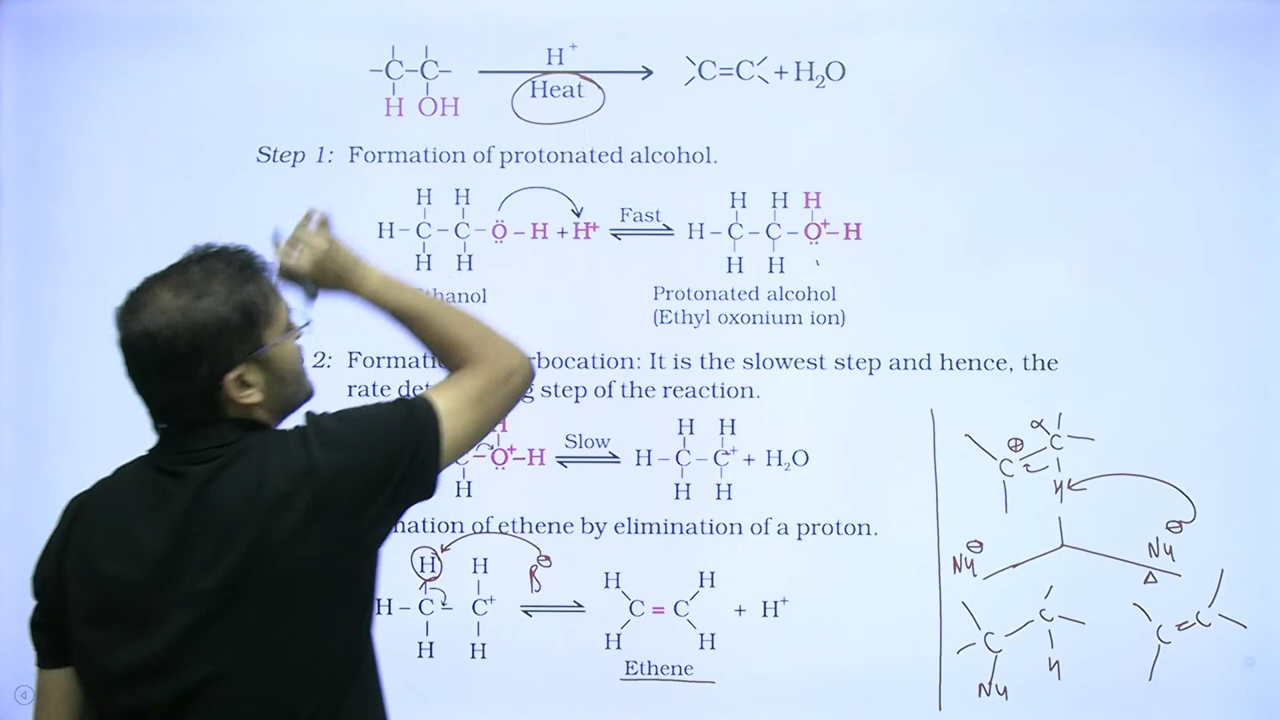 H⁺
–C–C– >C=C< + H₂O
Heat
H OH
Step 1: Formation of protonated alcohol.
H H H H H
H–C–C–Ö–H + H⁺ Fast H–C–C–O⁺–H
H H H H
Protonated alcohol
(Ethyl oxonium ion)
2: It is the slowest step and hence, the
rate step of the reaction.
H H
–O⁺–H Slow H–C–C⁺ + H₂O
H H H
of ethene by elimination of a proton.
H H B⊖ H H
H–C–C⁺ C=C + H⁺
H H H H
Ethene
α
⊕ C
C
H
Nu⊖ Nu⊖
Δ
C C C=C
Nu H